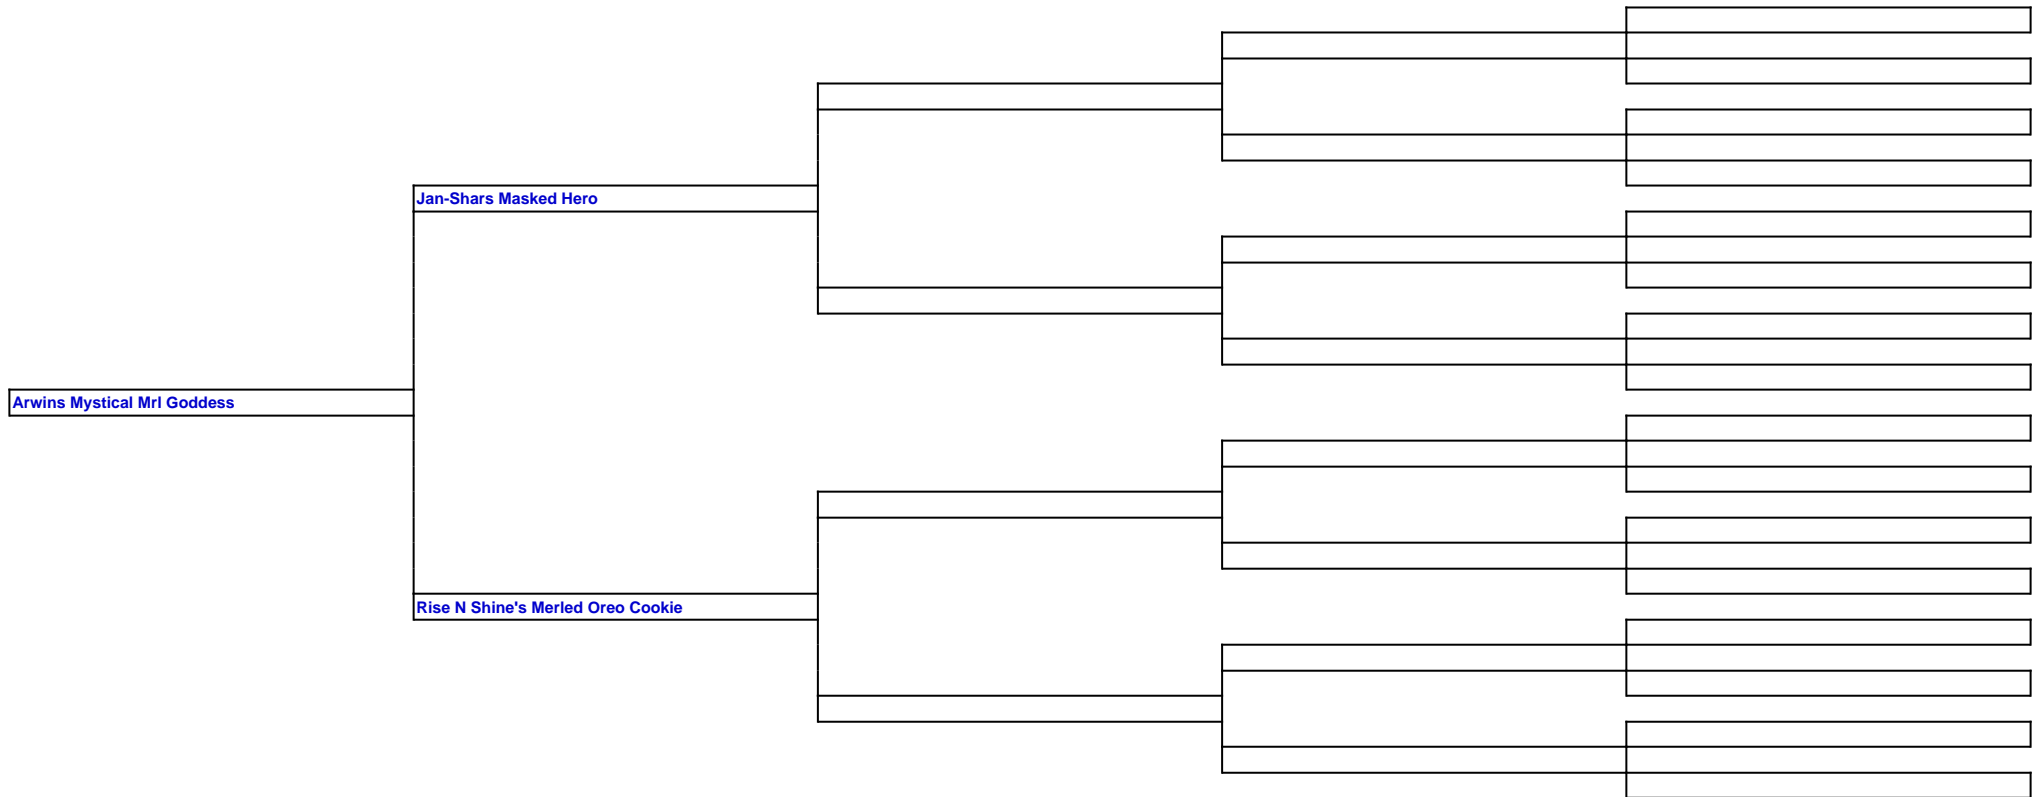 Jan-Shars Masked Hero
Arwins Mystical Mrl Goddess
Rise N Shine's Merled Oreo Cookie